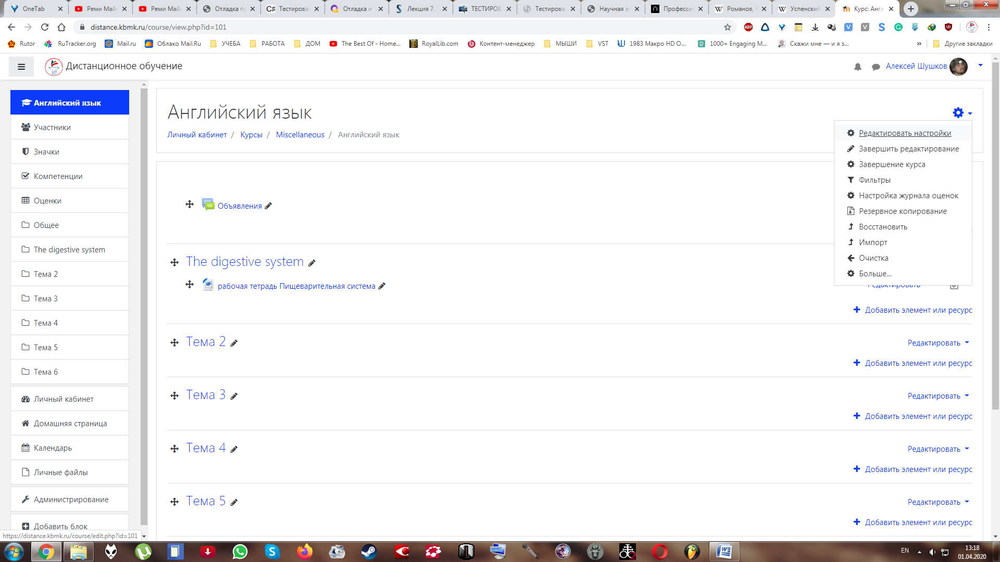 OneTab
Реми Май
Реми Май
Отладка п
Тестирова
Отладка и
Лекция 7.
ТЕСТИРОВ
Тестирова
Научная э
Професси
Романов,
Успенский
Курс: Англ
distance.kbmk.ru/course/view.php?id=101
Rutor
RuTracker.org
Mail.ru
Облако Mail.Ru
УЧЕБА
РАБОТА
ДОМ
The Best Of - Home...
RoyalLib.com
Контент-менеджер
МЫШИ
VST
1983 Макро HD O...
1000+ Engaging M...
Скажи мне — и я з...
»
Другие закладки
Дистанционное обучение
Алексей Шушков
Английский язык
Участники
Значки
Компетенции
Оценки
Общее
The digestive system
Тема 2
Тема 3
Тема 4
Тема 5
Тема 6
Личный кабинет
Домашняя страница
Календарь
Личные файлы
Администрирование
Добавить блок
https://distance.kbmk.ru/course/edit.php?id=101
Английский язык
Личный кабинет / Курсы / Miscellaneous / Английский язык
Редактировать настройки
Завершить редактирование
Завершение курса
Фильтры
Настройка журнала оценок
Резервное копирование
Восстановить
Импорт
Очистка
Больше...
Объявления
The digestive system
рабочая тетрадь Пищеварительная система
Редактировать
Добавить элемент или ресурс
Тема 2
Редактировать
Добавить элемент или ресурс
Тема 3
Редактировать
Добавить элемент или ресурс
Тема 4
Редактировать
Добавить элемент или ресурс
Тема 5
Редактировать
Добавить элемент или ресурс
EN
13:18
01.04.2020